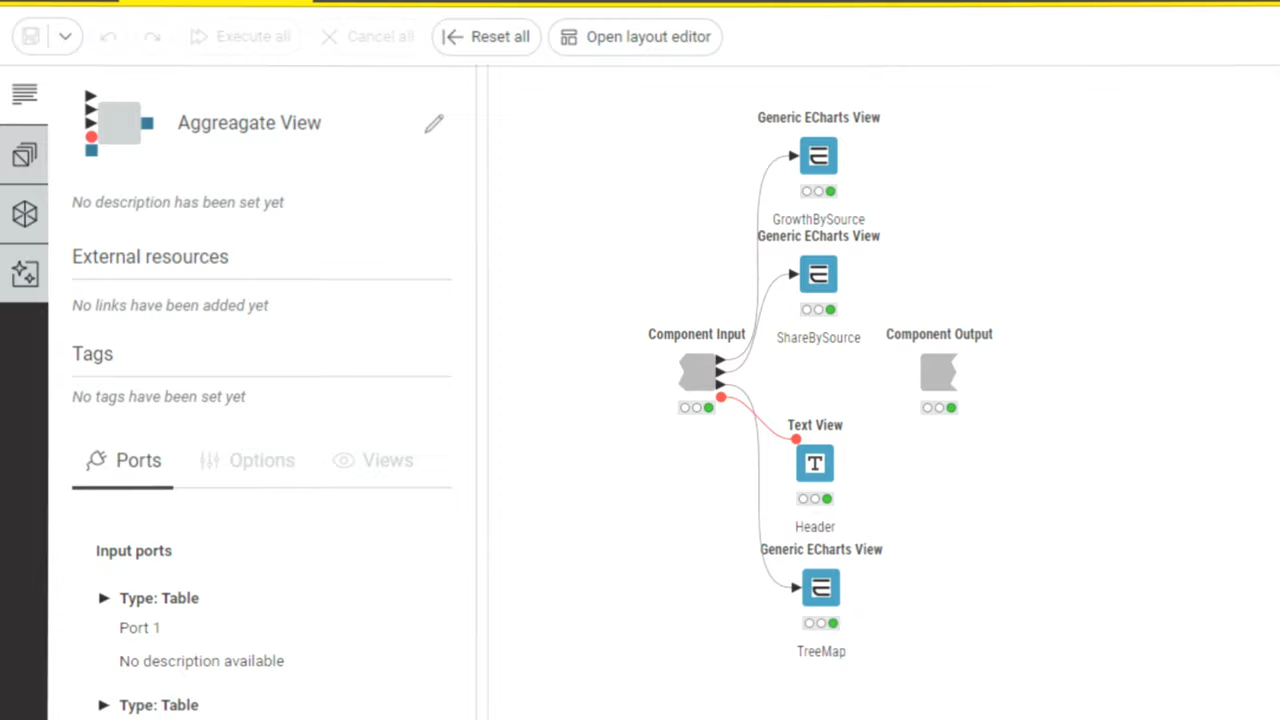 Execute all
Cancel all
Reset all
Open layout editor
Aggreagate View
No description has been set yet
External resources
No links have been added yet
Tags
No tags have been set yet
Ports
Options
Views
Input ports
Type: Table
Port 1
No description available
Type: Table
Generic ECharts View
GrowthBySource
Generic ECharts View
ShareBySource
Component Input
Component Output
Text View
T
Header
Generic ECharts View
TreeMap